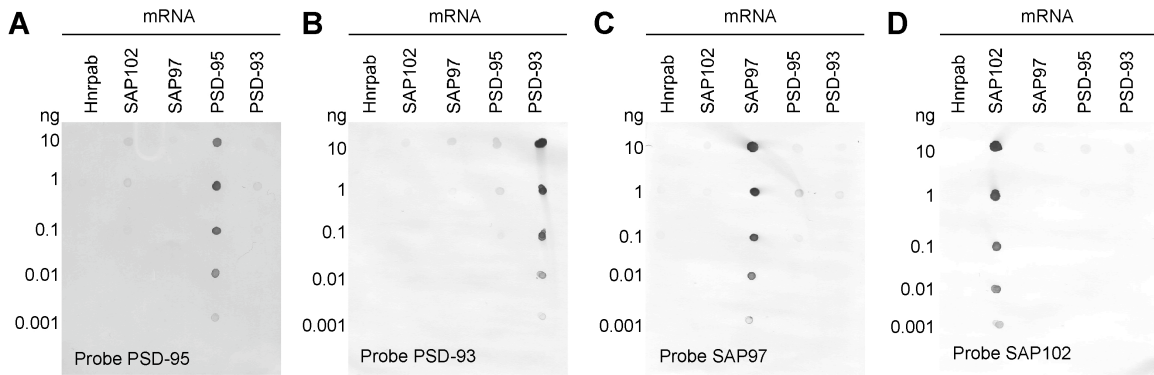 A
mRNA
Hnrpab
SAP102
SAP97
PSD-95
PSD-93
ng
10
1
0.1
0.01
0.001
Probe PSD-95
B
mRNA
Hnrpab
SAP102
SAP97
PSD-95
PSD-93
ng
10
1
0.1
0.01
0.001
Probe PSD-93
C
mRNA
Hnrpab
SAP102
SAP97
PSD-95
PSD-93
ng
10
1
0.1
0.01
0.001
Probe SAP97
D
mRNA
Hnrpab
SAP102
SAP97
PSD-95
PSD-93
ng
10
1
0.1
0.01
0.001
Probe SAP102